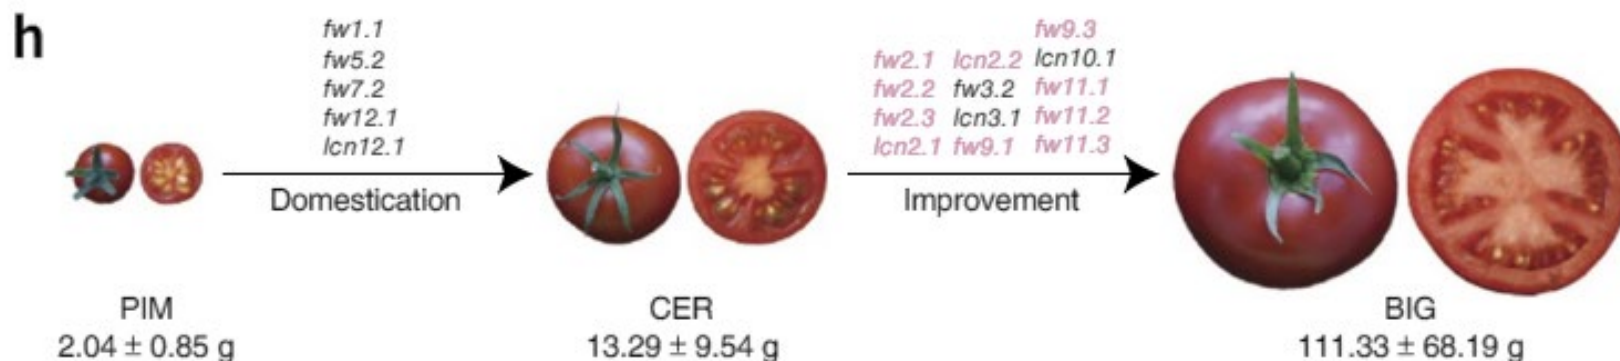 h
fw1.1
fw5.2
fw7.2
fw12.1
lcn12.1
Domestication
fw9.3
fw2.1 lcn2.2 lcn10.1
fw2.2 fw3.2 fw11.1
fw2.3 lcn3.1 fw11.2
lcn2.1 fw9.1 fw11.3
Improvement
PIM
2.04 ± 0.85 g
CER
13.29 ± 9.54 g
BIG
111.33 ± 68.19 g